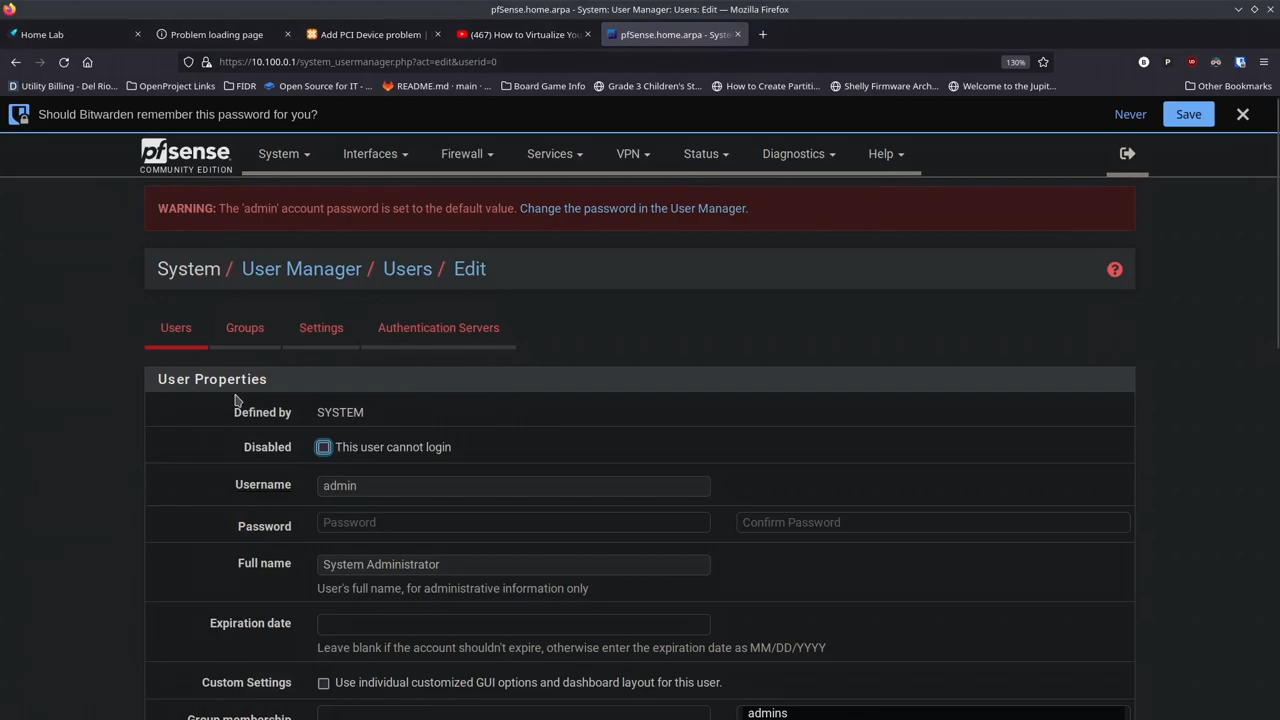 pfSense.home.arpa - System: User Manager: Users: Edit — Mozilla Firefox
Home Lab
Problem loading page
Add PCI Device problem
(467) How to Virtualize You
pfSense.home.arpa - Syste
https://10.100.0.1/system_usermanager.php?act=edit&userid=0
130%
Utility Billing - Del Rio...
OpenProject Links
FIDR
Open Source for IT - ...
README.md · main · ...
Board Game Info
Grade 3 Children's St...
How to Create Partiti...
Shelly Firmware Arch...
Welcome to the Jupit...
Other Bookmarks
Should Bitwarden remember this password for you?
Never
Save
pfsense
COMMUNITY EDITION
System
Interfaces
Firewall
Services
VPN
Status
Diagnostics
Help
WARNING: The 'admin' account password is set to the default value. Change the password in the User Manager.
System / User Manager / Users / Edit
Users
Groups
Settings
Authentication Servers
User Properties
Defined by SYSTEM
Disabled This user cannot login
Username admin
Password Password Confirm Password
Full name System Administrator
User's full name, for administrative information only
Expiration date
Leave blank if the account shouldn't expire, otherwise enter the expiration date as MM/DD/YYYY
Custom Settings Use individual customized GUI options and dashboard layout for this user.
Group membership admins